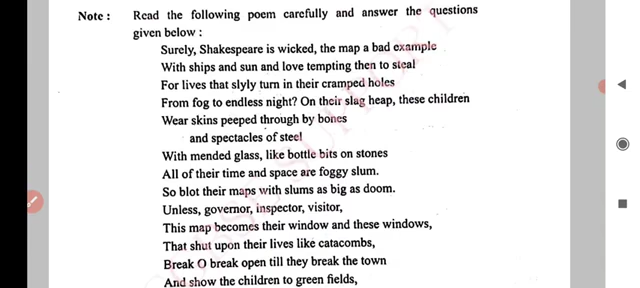 Note : Read the following poem carefully and answer the questions
given below :
Surely, Shakespeare is wicked, the map a bad example
With ships and sun and love tempting then to steal
For lives that slyly turn in their cramped holes
From fog to endless night? On their slag heap, these children
Wear skins peeped through by bones
and spectacles of steel
With mended glass, like bottle bits on stones
All of their time and space are foggy slum.
So blot their maps with slums as big as doom.
Unless, governor, inspector, visitor,
This map becomes their window and these windows,
That shut upon their lives like catacombs,
Break O break open till they break the town
And show the children to green fields,